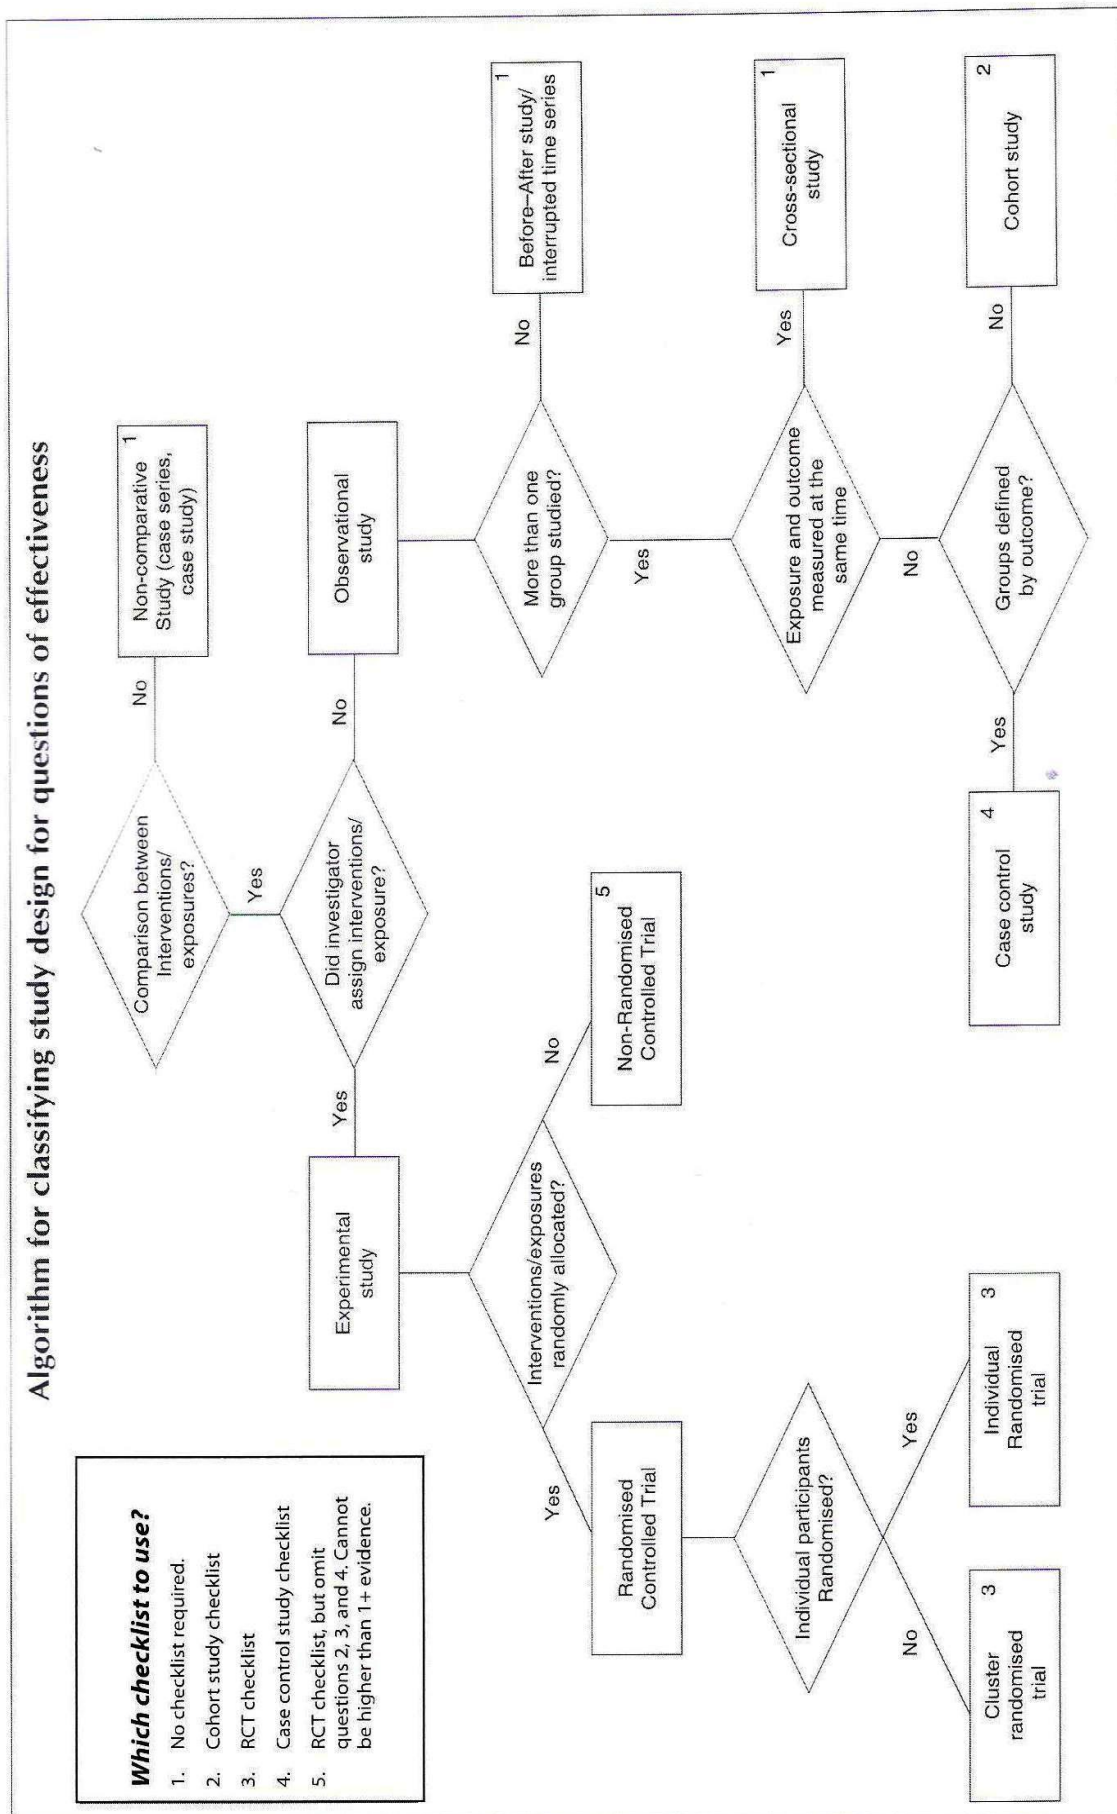 Algorithm for classifying study design for questions of effectiveness
Which checklist to use?
1. No checklist required.
2. Cohort study checklist
3. RCT checklist
4. Case control study checklist
5. RCT checklist, but omit
questions 2, 3, and 4. Cannot
be higher than 1+ evidence.
Comparison between
Interventions/
exposures?
No
Non-comparative
Study (case series,
case study)
1
Yes
Did investigator
assign interventions/
exposure?
Yes
No
Experimental
study
Observational
study
Interventions/exposures
randomly allocated?
Yes
No
Randomised
Controlled Trial
Non-Randomised
Controlled Trial
5
Individual participants
Randomised?
No
Yes
Cluster
randomised
trial
3
Individual
Randomised
trial
3
More than one
group studied?
No
Before–After study/
interrupted time series
1
Yes
Exposure and outcome
measured at the
same time
Yes
Cross-sectional
study
1
No
Groups defined
by outcome?
Yes
No
Case control
study
4
Cohort study
2